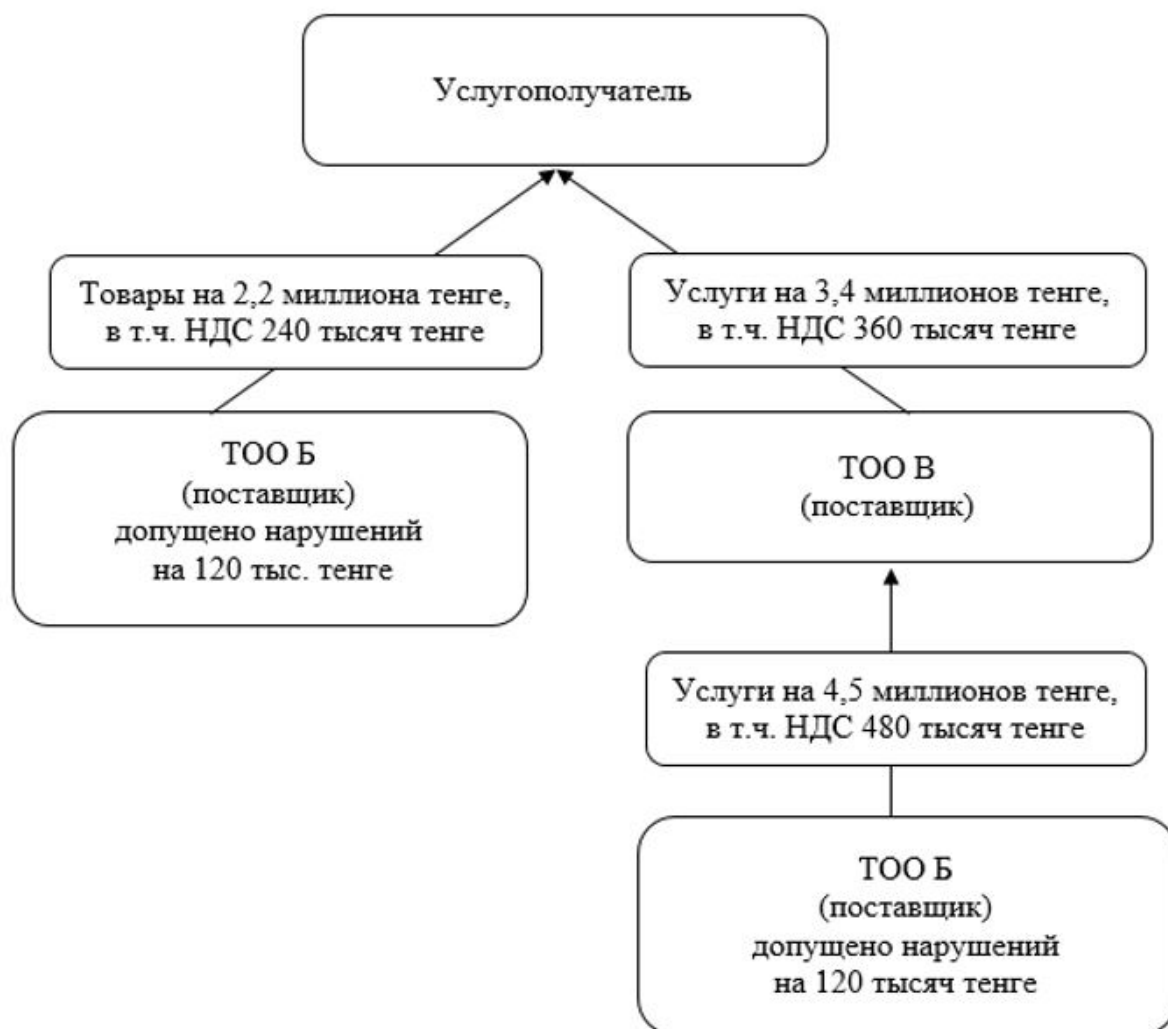 Услугополучатель
Товары на 2,2 миллиона тенге,
в т.ч. НДС 240 тысяч тенге
Услуги на 3,4 миллионов тенге,
в т.ч. НДС 360 тысяч тенге
ТОО Б
(поставщик)
допущено нарушений
на 120 тыс. тенге
ТОО В
(поставщик)
Услуги на 4,5 миллионов тенге,
в т.ч. НДС 480 тысяч тенге
ТОО Б
(поставщик)
допущено нарушений
на 120 тысяч тенге